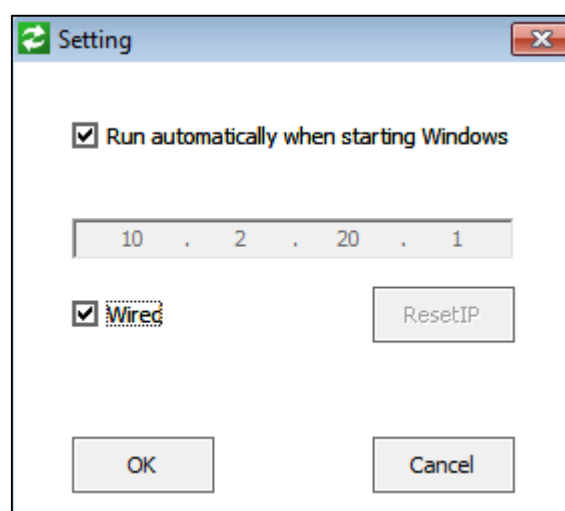 Setting
Run automatically when starting Windows
10 . 2 . 20 . 1
Wired
ResetIP
OK
Cancel